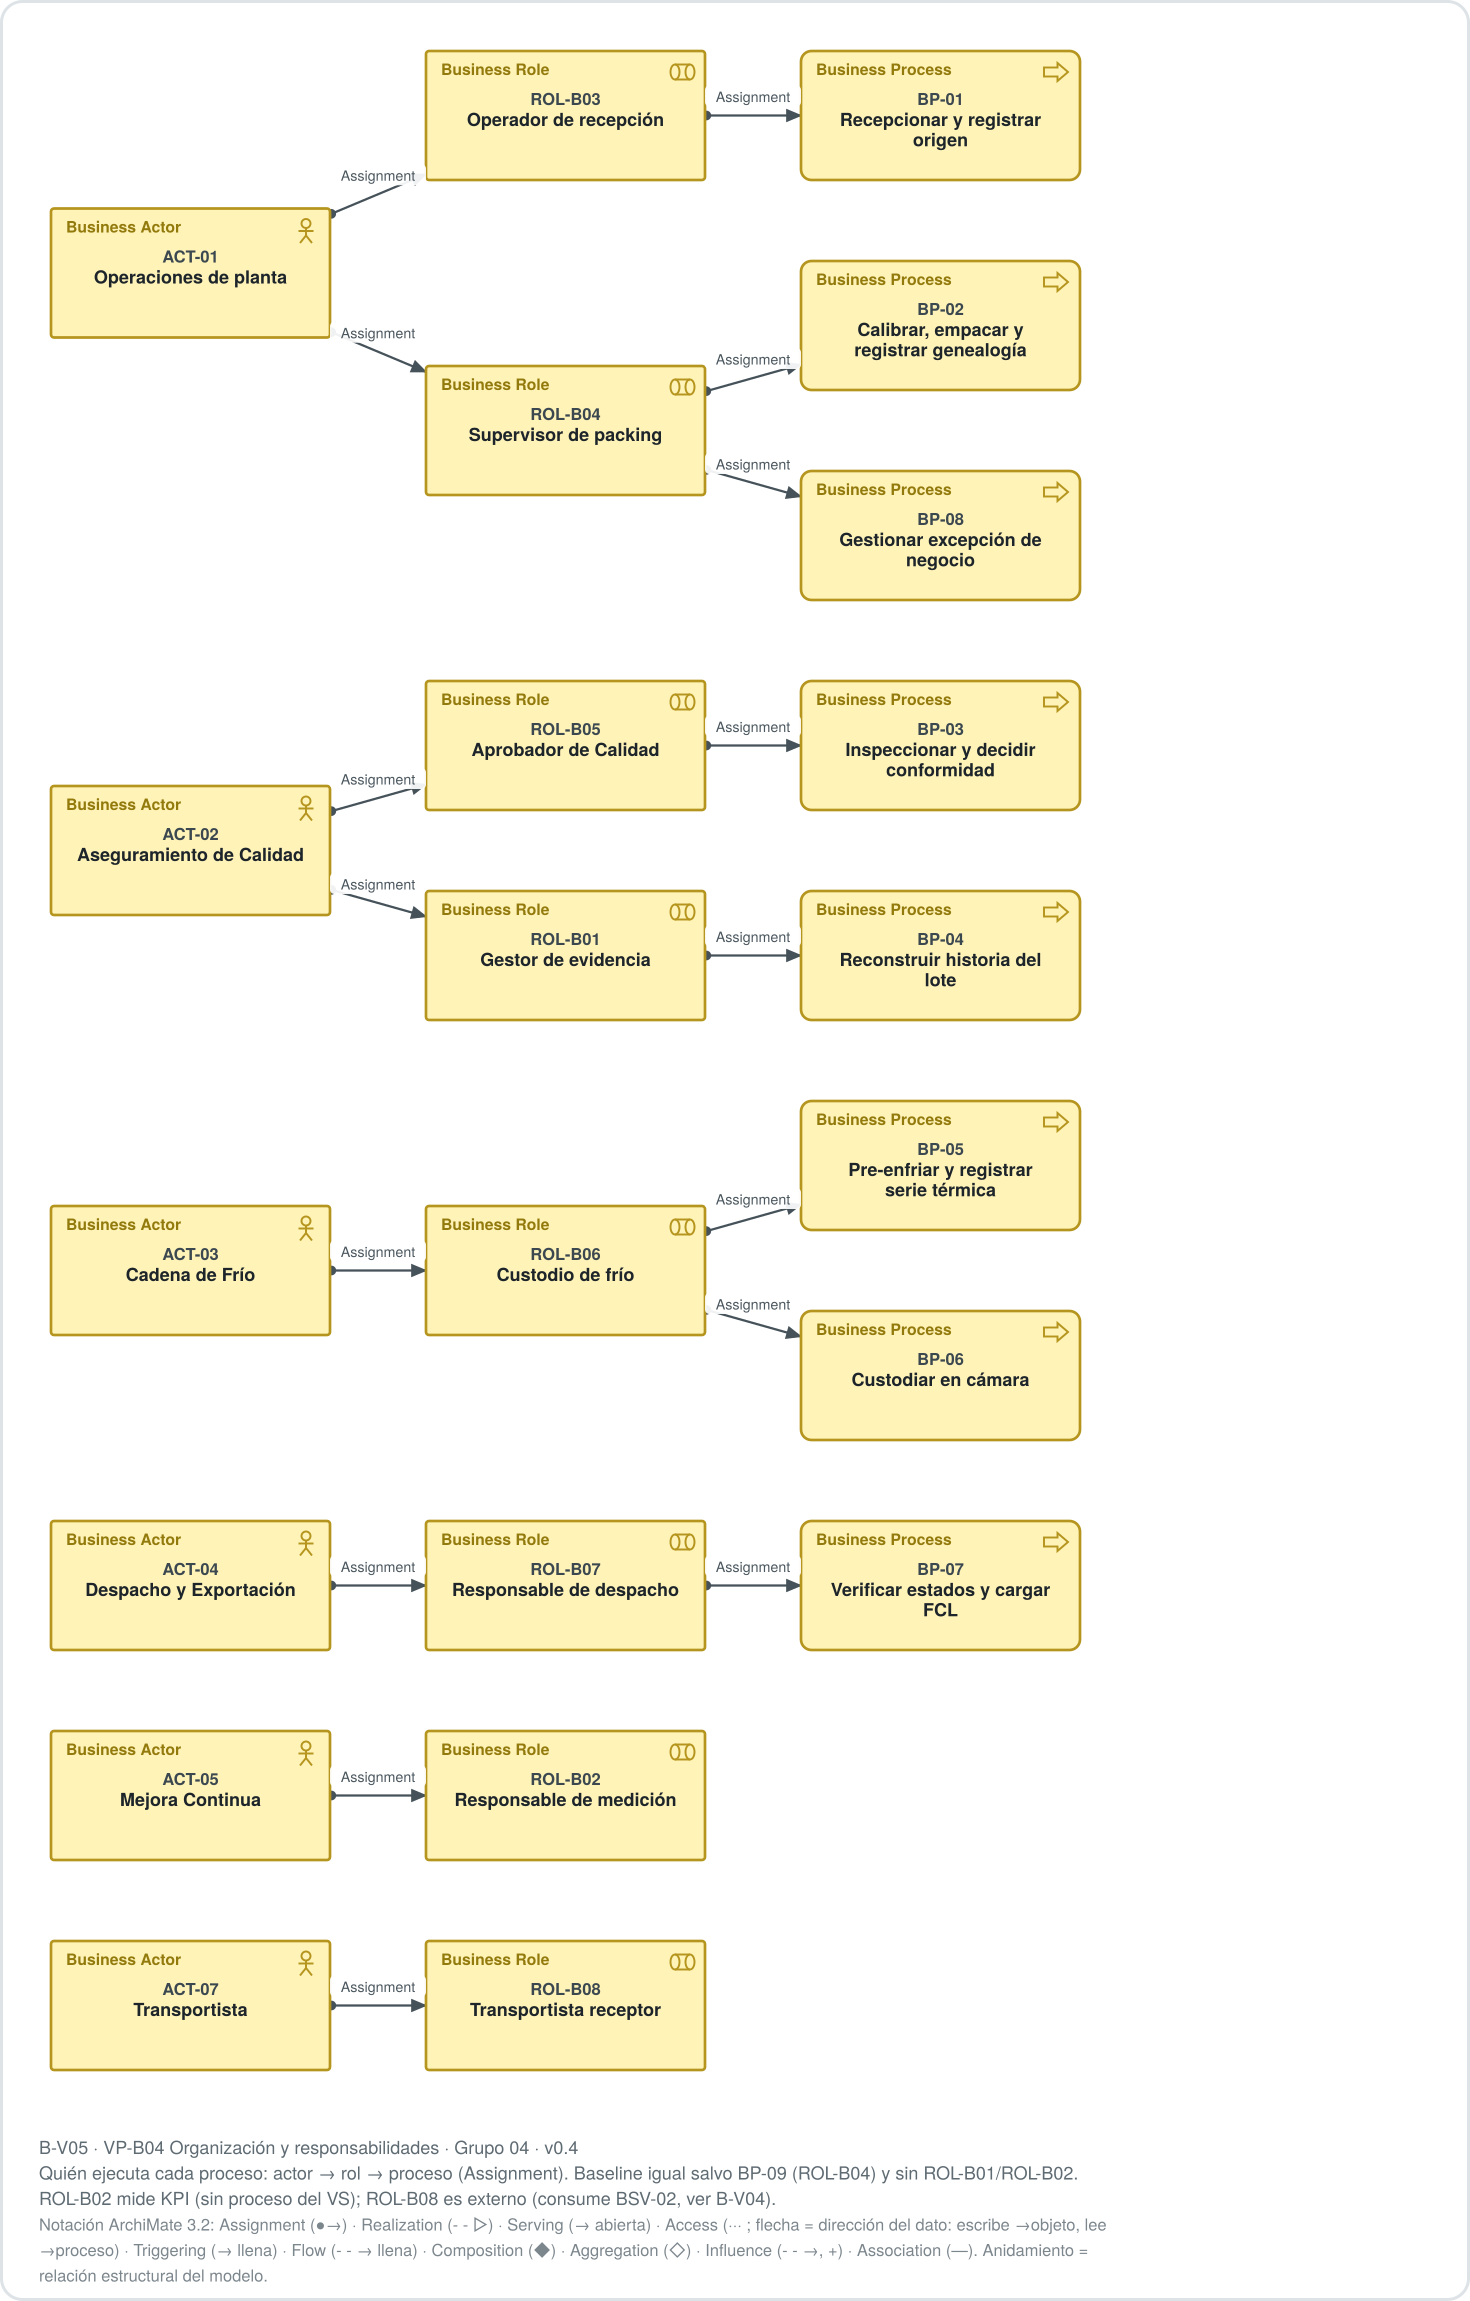 Business Role
ROL-B03
Operador de recepción
Assignment
Business Process
BP-01
Recepcionar y registrar
origen
Assignment
Business Actor
ACT-01
Operaciones de planta
Assignment
Business Process
BP-02
Calibrar, empacar y
registrar genealogía
Assignment
Business Role
ROL-B04
Supervisor de packing
Assignment
Business Process
BP-08
Gestionar excepción de
negocio
Business Role
ROL-B05
Aprobador de Calidad
Assignment
Business Process
BP-03
Inspeccionar y decidir
conformidad
Assignment
Business Actor
ACT-02
Aseguramiento de Calidad
Assignment
Business Role
ROL-B01
Gestor de evidencia
Assignment
Business Process
BP-04
Reconstruir historia del
lote
Business Process
BP-05
Pre-enfriar y registrar
serie térmica
Assignment
Business Actor
ACT-03
Cadena de Frío
Assignment
Business Role
ROL-B06
Custodio de frío
Assignment
Business Process
BP-06
Custodiar en cámara
Business Actor
ACT-04
Despacho y Exportación
Assignment
Business Role
ROL-B07
Responsable de despacho
Assignment
Business Process
BP-07
Verificar estados y cargar
FCL
Business Actor
ACT-05
Mejora Continua
Assignment
Business Role
ROL-B02
Responsable de medición
Business Actor
ACT-07
Transportista
Assignment
Business Role
ROL-B08
Transportista receptor
B-V05 · VP-B04 Organización y responsabilidades · Grupo 04 · v0.4
Quién ejecuta cada proceso: actor → rol → proceso (Assignment). Baseline igual salvo BP-09 (ROL-B04) y sin ROL-B01/ROL-B02.
ROL-B02 mide KPI (sin proceso del VS); ROL-B08 es externo (consume BSV-02, ver B-V04).
Notación ArchiMate 3.2: Assignment (●→) · Realization (- - ▷) · Serving (→ abierta) · Access (··· ; flecha = dirección del dato: escribe →objeto, lee
→proceso) · Triggering (→ llena) · Flow (- - → llena) · Composition (◆) · Aggregation (◇) · Influence (- - →, +) · Association (—). Anidamiento =
relación estructural del modelo.